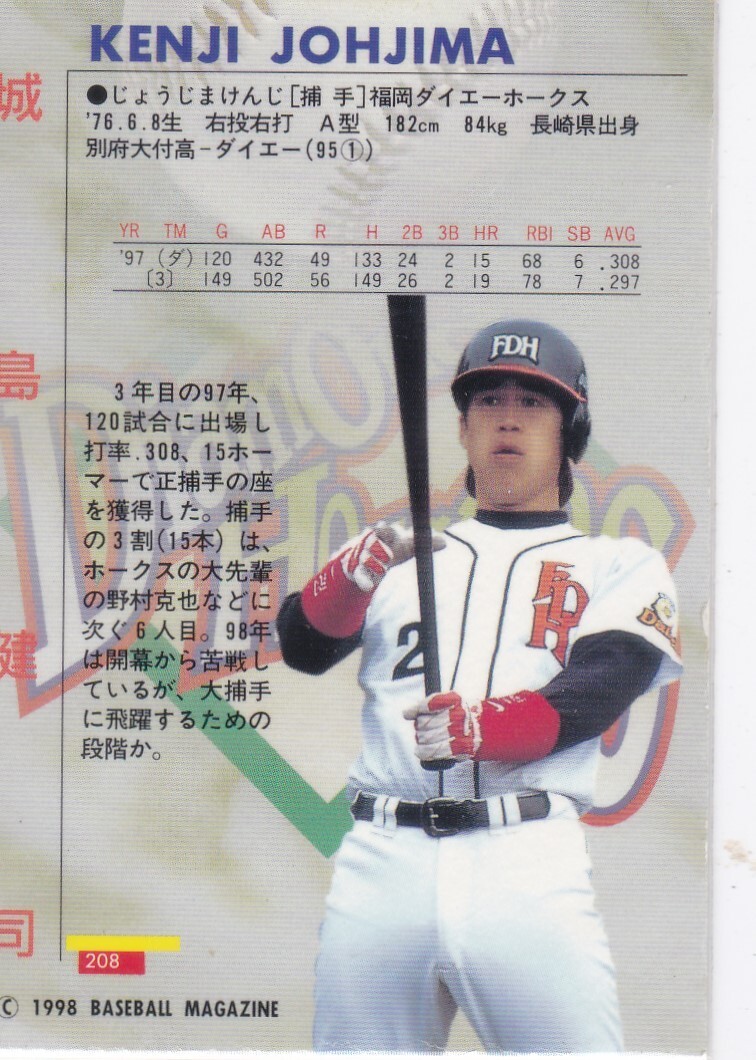 KENJI JOHJIMA
●じょうじまけんじ[捕 手]福岡ダイエーホークス
'76.6.8生 右投右打 A型 182cm 84kg 長崎県出身
別府大付高−ダイエー(95①)
YR TM G AB R H 2B 3B HR RBI SB AVG
'97 (ダ) 120 432 49 133 24 2 15 68 6 .308
〔3〕 149 502 56 149 26 2 19 78 7 .297
3年目の97年、
120試合に出場し
打率.308、15ホー
マーで正捕手の座
を獲得した。捕手
の3割(15本) は、
ホークスの大先輩
の野村克也などに
次ぐ6人目。98年
は開幕から苦戦し
ているが、大捕手
に飛躍するための
段階か。
城
島
健
司
FDH
FDH
2
208
© 1998 BASEBALL MAGAZINE